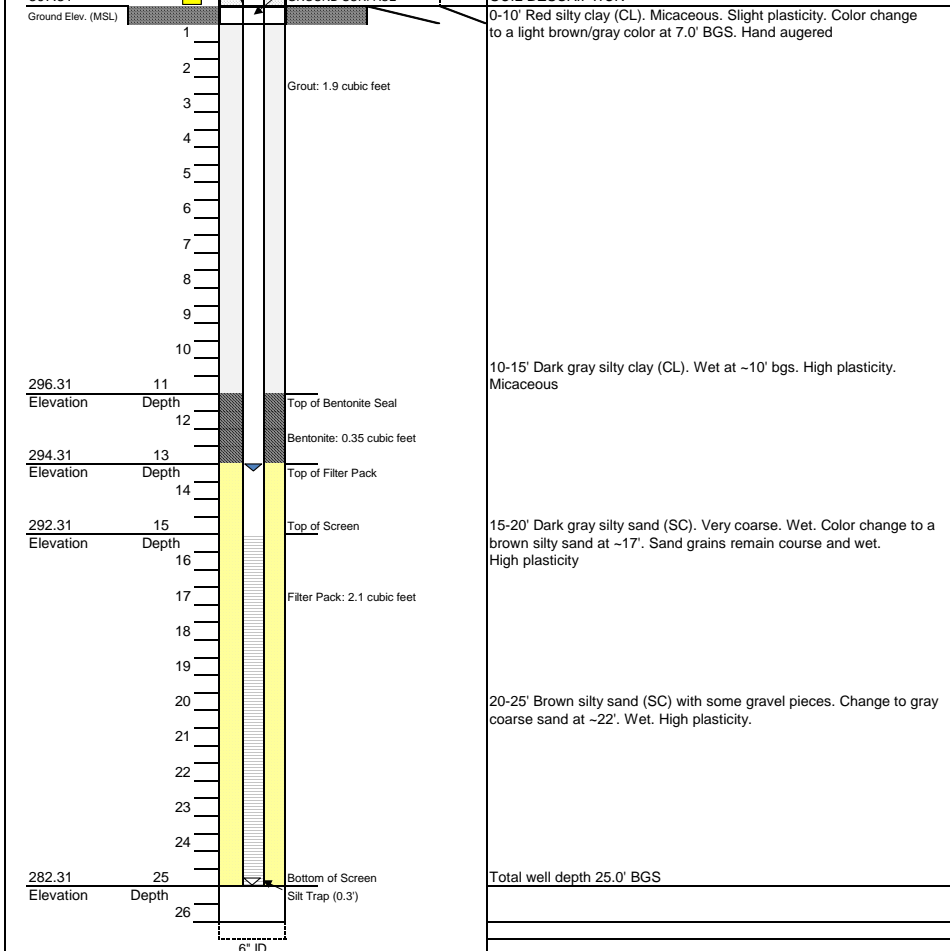 Ground Elev. (MSL)
0-10' Red silty clay (CL). Micaceous. Slight plasticity. Color change
to a light brown/gray color at 7.0' BGS. Hand augered
1
2
Grout: 1.9 cubic feet
3
4
5
6
7
8
9
10
10-15' Dark gray silty clay (CL). Wet at ~10' bgs. High plasticity.
Micaceous
296.31 11
Elevation Depth
Top of Bentonite Seal
12
Bentonite: 0.35 cubic feet
294.31 13
Elevation Depth
Top of Filter Pack
14
292.31 15
Elevation Depth
Top of Screen
15-20' Dark gray silty sand (SC). Very coarse. Wet. Color change to a
brown silty sand at ~17'. Sand grains remain course and wet.
High plasticity
16
17
Filter Pack: 2.1 cubic feet
18
19
20
20-25' Brown silty sand (SC) with some gravel pieces. Change to gray
coarse sand at ~22'. Wet. High plasticity.
21
22
23
24
282.31 25
Elevation Depth
Bottom of Screen
Silt Trap (0.3')
Total well depth 25.0' BGS
26
6" ID